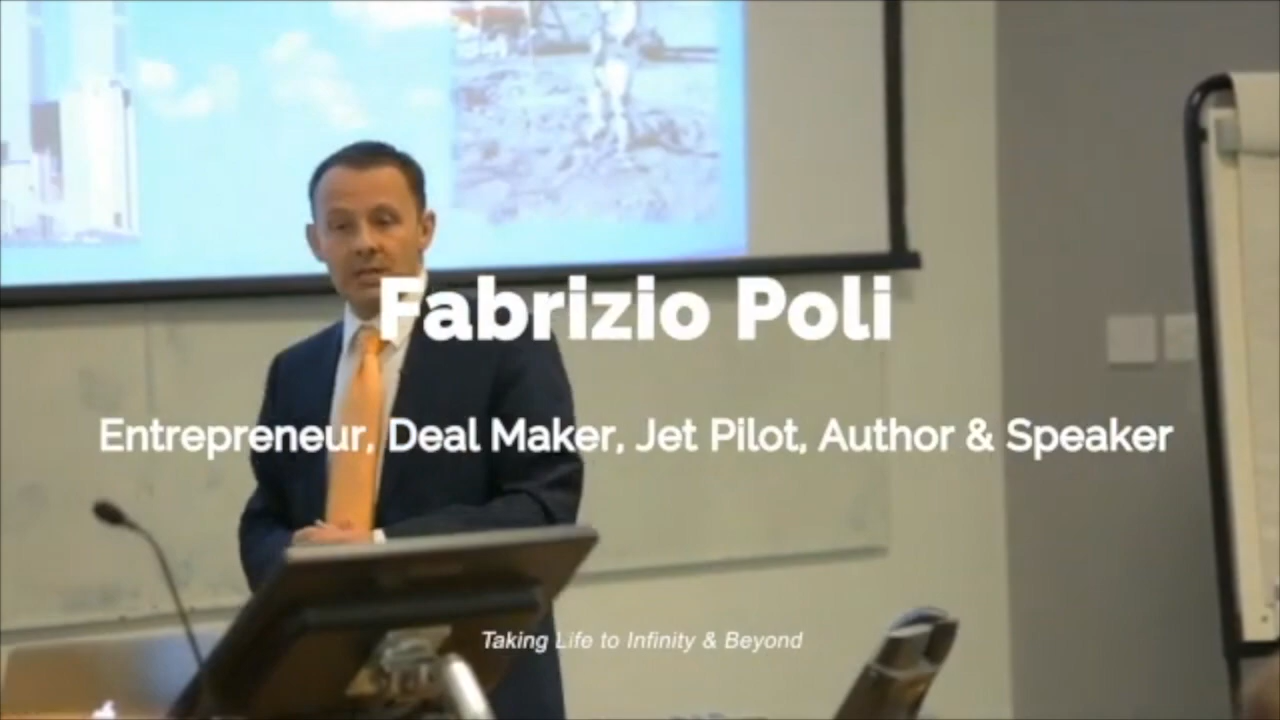 Fabrizio Poli
Entrepreneur, Deal Maker, Jet Pilot, Author & Speaker
Taking Life to Infinity & Beyond